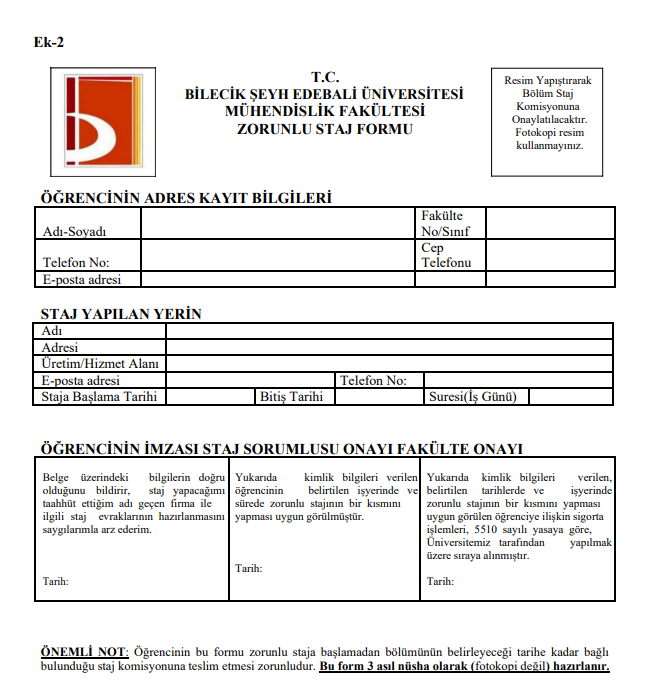 Ek-2
T.C.
BİLECİK ŞEYH EDEBALİ ÜNİVERSİTESİ
MÜHENDİSLİK FAKÜLTESİ
ZORUNLU STAJ FORMU
Resim Yapıştırarak
Bölüm Staj
Komisyonuna
Onaylatılacaktır.
Fotokopi resim
kullanmayınız.
ÖĞRENCİNİN ADRES KAYIT BİLGİLERİ
Adı-Soyadı
Fakülte
No/Sınıf
Telefon No:
Cep
Telefonu
E-posta adresi
STAJ YAPILAN YERİN
Adı
Adresi
Üretim/Hizmet Alanı
E-posta adresi Telefon No:
Staja Başlama Tarihi Bitiş Tarihi Suresi(İş Günü)
ÖĞRENCİNİN İMZASI STAJ SORUMLUSU ONAYI FAKÜLTE ONAYI
Belge üzerindeki bilgilerin doğru
olduğunu bildirir, staj yapacağımı
taahhüt ettiğim adı geçen firma ile
ilgili staj evraklarının hazırlanmasını
saygılarımla arz ederim.
Tarih:
Yukarıda kimlik bilgileri verilen
öğrencinin belirtilen işyerinde ve
sürede zorunlu stajının bir kısmını
yapması uygun görülmüştür.
Tarih:
Yukarıda kimlik bilgileri verilen,
belirtilen tarihlerde ve işyerinde
zorunlu stajının bir kısmını yapması
uygun görülen öğrenciye ilişkin sigorta
işlemleri, 5510 sayılı yasaya göre,
Üniversitemiz tarafından yapılmak
üzere sıraya alınmıştır.
Tarih:
ÖNEMLİ NOT: Öğrencinin bu formu zorunlu staja başlamadan bölümünün belirleyeceği tarihe kadar bağlı
bulunduğu staj komisyonuna teslim etmesi zorunludur. Bu form 3 asıl nüsha olarak (fotokopi değil) hazırlanır.